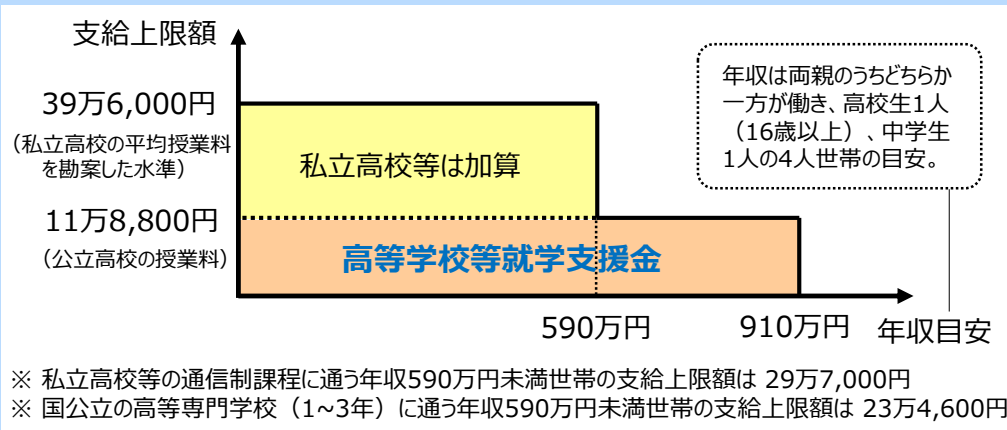 支給上限額
39万6,000円
（私立高校の平均授業料
を勘案した水準）
11万8,800円
（公立高校の授業料）
私立高校等は加算
高等学校等就学支援金
年収は両親のうちどちらか
一方が働き、高校生1人
（16歳以上）、中学生
1人の4人世帯の目安。
590万円
910万円
年収目安
※ 私立高校等の通信制課程に通う年収590万円未満世帯の支給上限額は 29万7,000円
※ 国公立の高等専門学校（1~3年）に通う年収590万円未満世帯の支給上限額は 23万4,600円